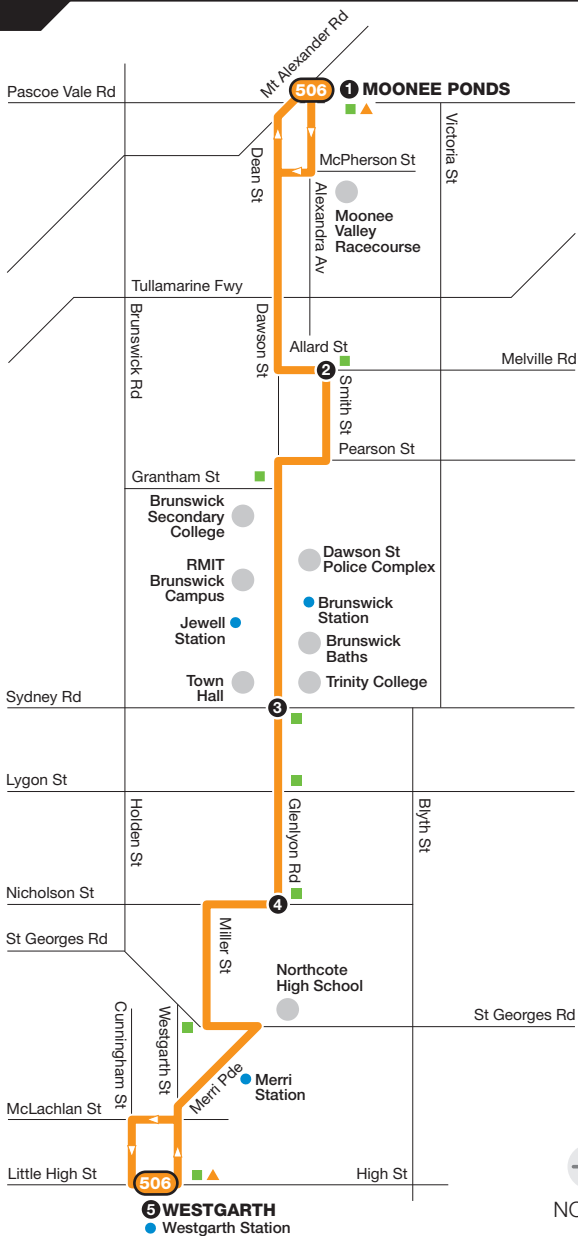 Mt Alexander Rd
Pascoe Vale Rd
506
1 MOONEE PONDS
Victoria St
Dean St
McPherson St
Alexandra Av
Moonee
Valley
Racecourse
Tullamarine Fwy
Brunswick Rd
Dawson St
Allard St
2
Melville Rd
Smith St
Pearson St
Grantham St
Brunswick
Secondary
College
Dawson St
Police Complex
RMIT
Brunswick
Campus
Brunswick
Station
Jewell
Station
Brunswick
Baths
Town
Hall
Trinity College
Sydney Rd
3
Lygon St
Holden St
Glenlyon Rd
Blyth St
Nicholson St
4
St Georges Rd
Miller St
Northcote
High School
St Georges Rd
Cunningham St
Westgarth St
Merri Pde
Merri
Station
McLachlan St
Little High St
506
High St
5 WESTGARTH
Westgarth Station